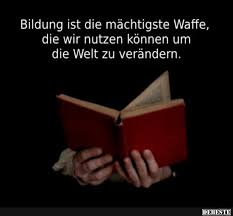 Bildung ist die mächtigste Waffe,
die wir nutzen können um
die Welt zu verändern.
DEBESTE